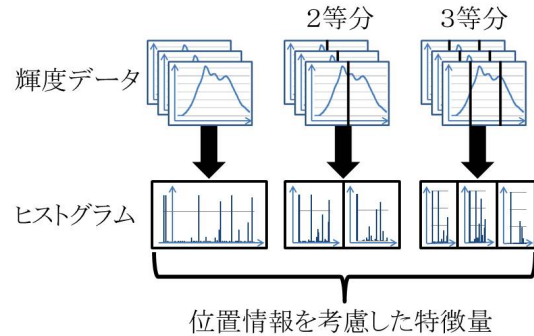 2等分
3等分
輝度データ
ヒストグラム
位置情報を考慮した特徴量